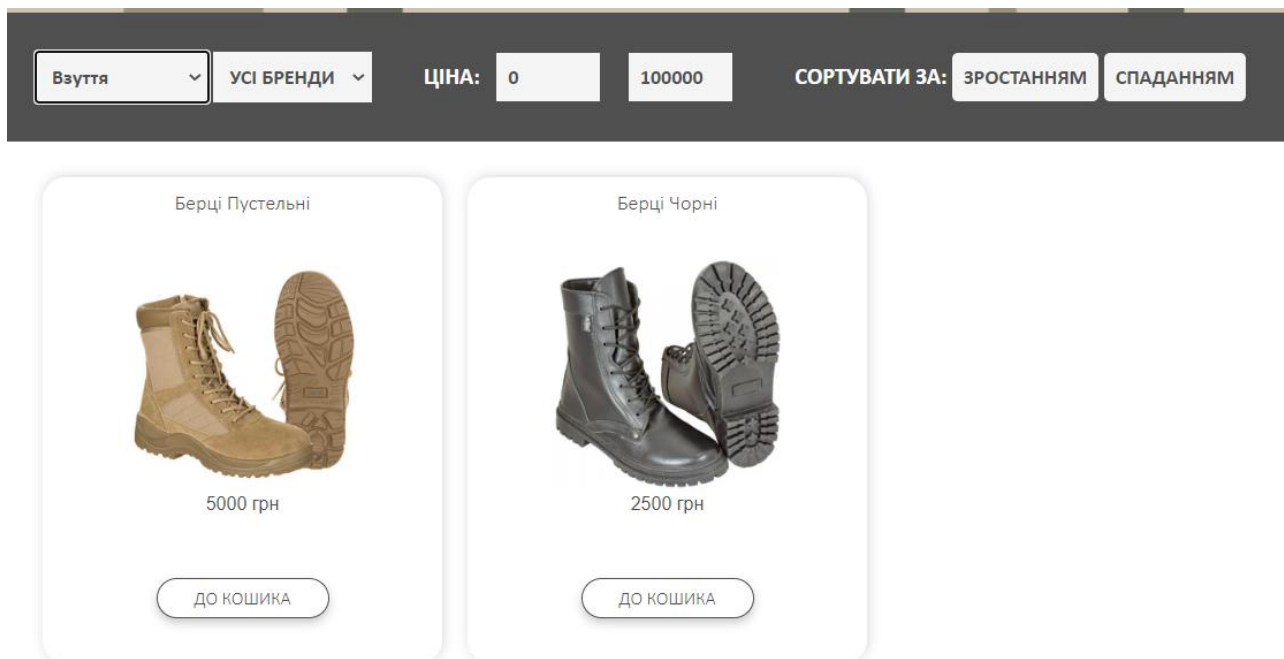 Взуття УСІ БРЕНДИ ЦІНА: 0 100000 СОРТУВАТИ ЗА: ЗРОСТАННЯМ СПАДАННЯМ
Берці Пустельні
5000 грн
ДО КОШИКА
Берці Чорні
2500 грн
ДО КОШИКА